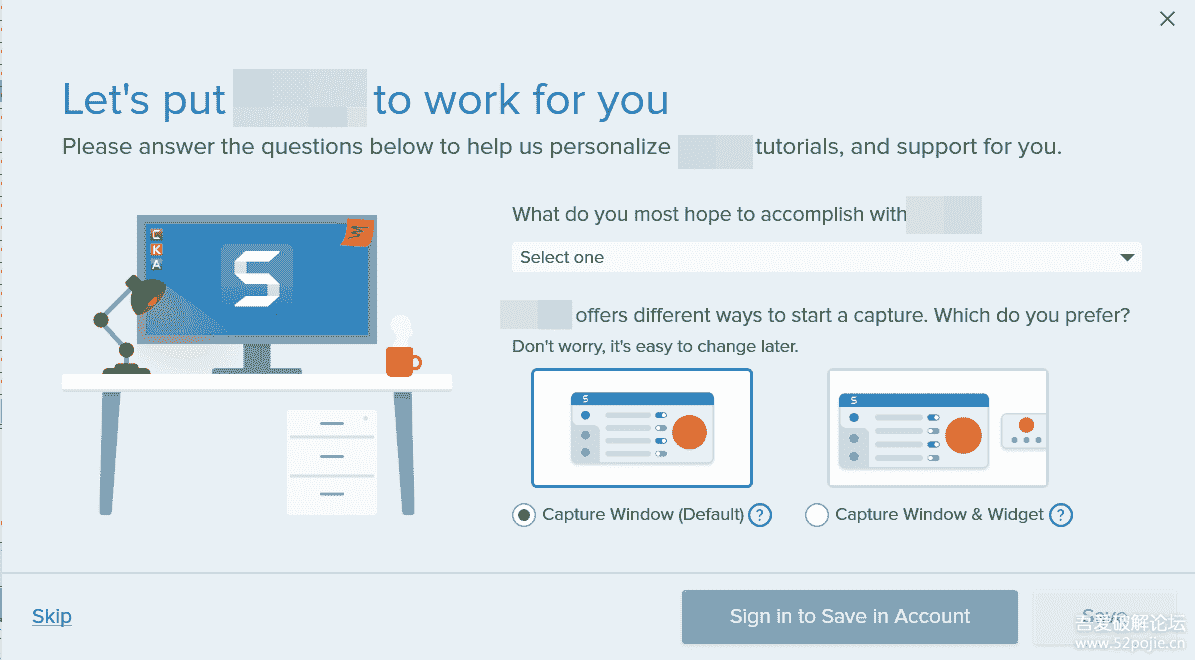 Let's put to work for you
Please answer the questions below to help us personalize tutorials, and support for you.
C
K
A
S
What do you most hope to accomplish with
Select one
offers different ways to start a capture. Which do you prefer?
Don't worry, it's easy to change later.
S
S
Capture Window (Default) ?
Capture Window & Widget ?
Skip
Sign in to Save in Account
Save
吾爱破解论坛
www.52pojie.cn